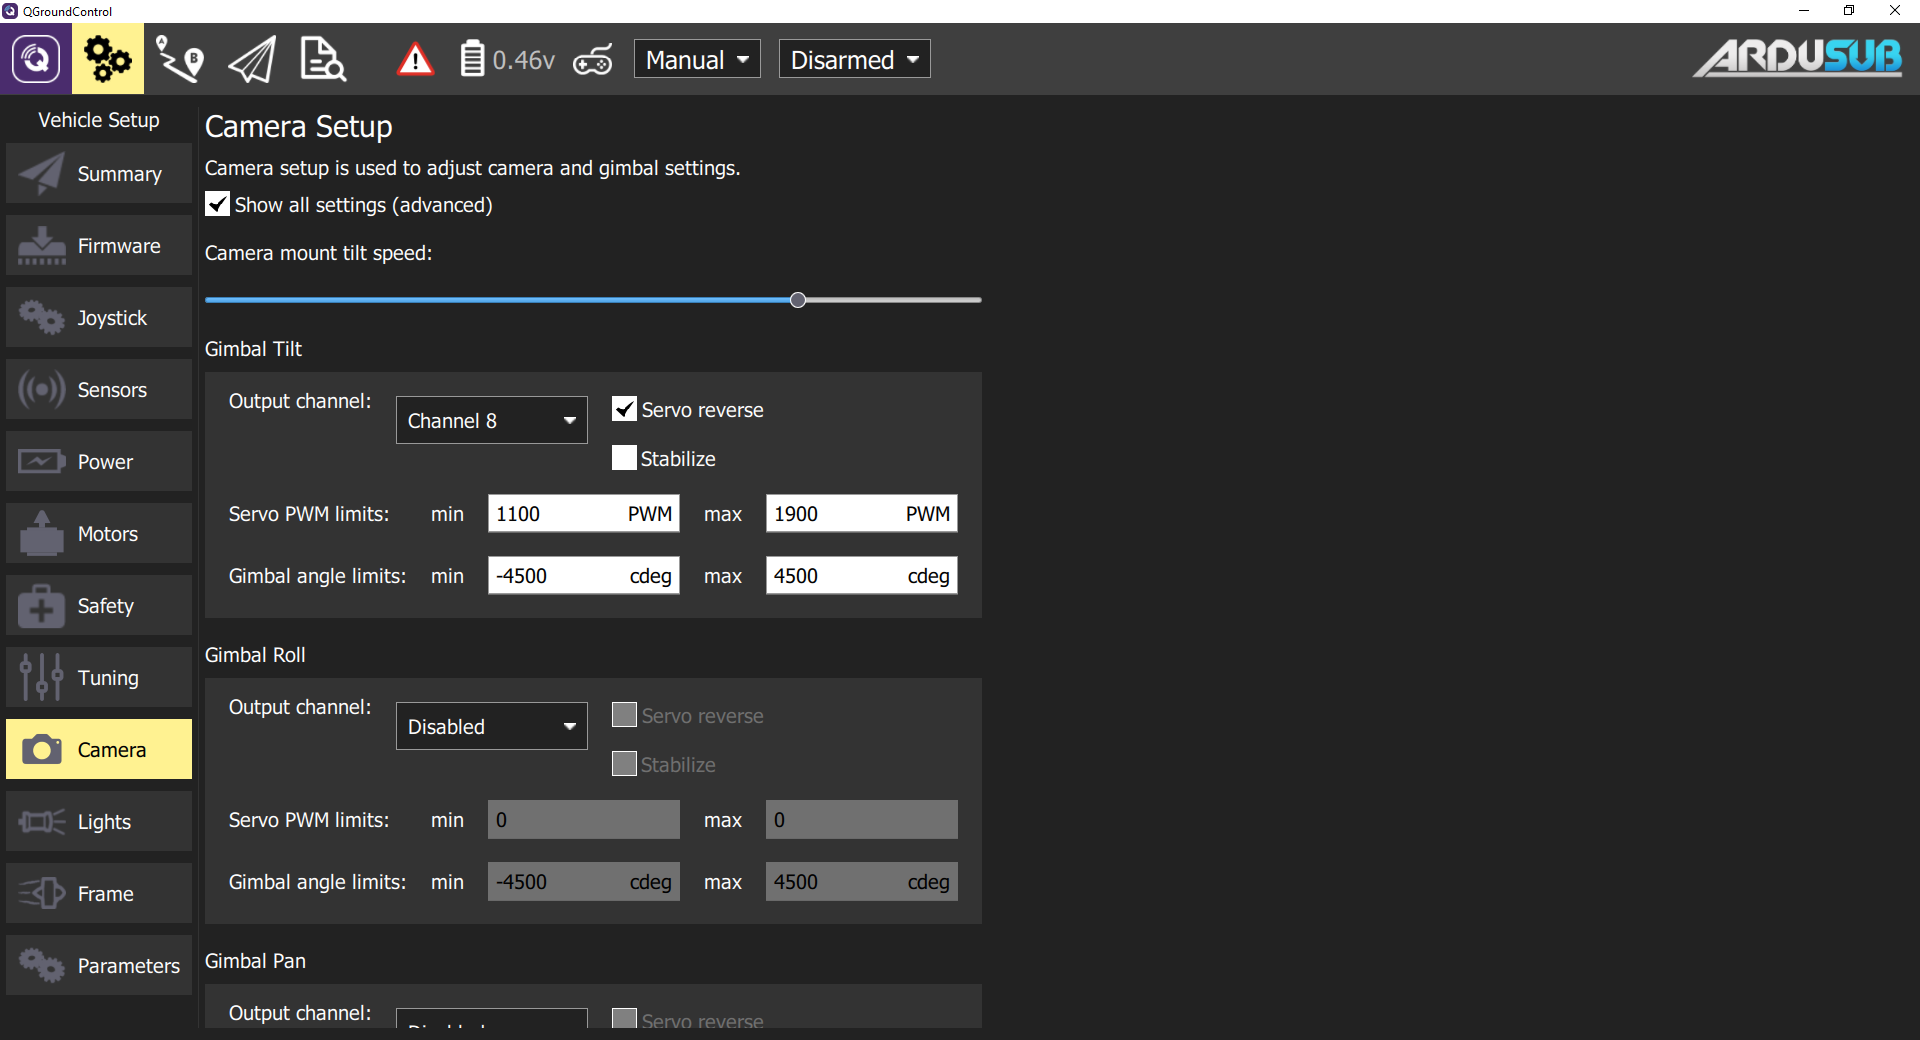 QGroundControl
0.46v
Manual
Disarmed
ARDUSUB
Vehicle Setup
Summary
Firmware
Joystick
Sensors
Power
Motors
Safety
Tuning
Camera
Lights
Frame
Parameters
Camera Setup
Camera setup is used to adjust camera and gimbal settings.
Show all settings (advanced)
Camera mount tilt speed:
Gimbal Tilt
Output channel: Channel 8 Servo reverse
Stabilize
Servo PWM limits: min 1100 PWM max 1900 PWM
Gimbal angle limits: min -4500 cdeg max 4500 cdeg
Gimbal Roll
Output channel: Disabled Servo reverse
Stabilize
Servo PWM limits: min 0 max 0
Gimbal angle limits: min -4500 cdeg max 4500 cdeg
Gimbal Pan
Output channel: Servo reverse